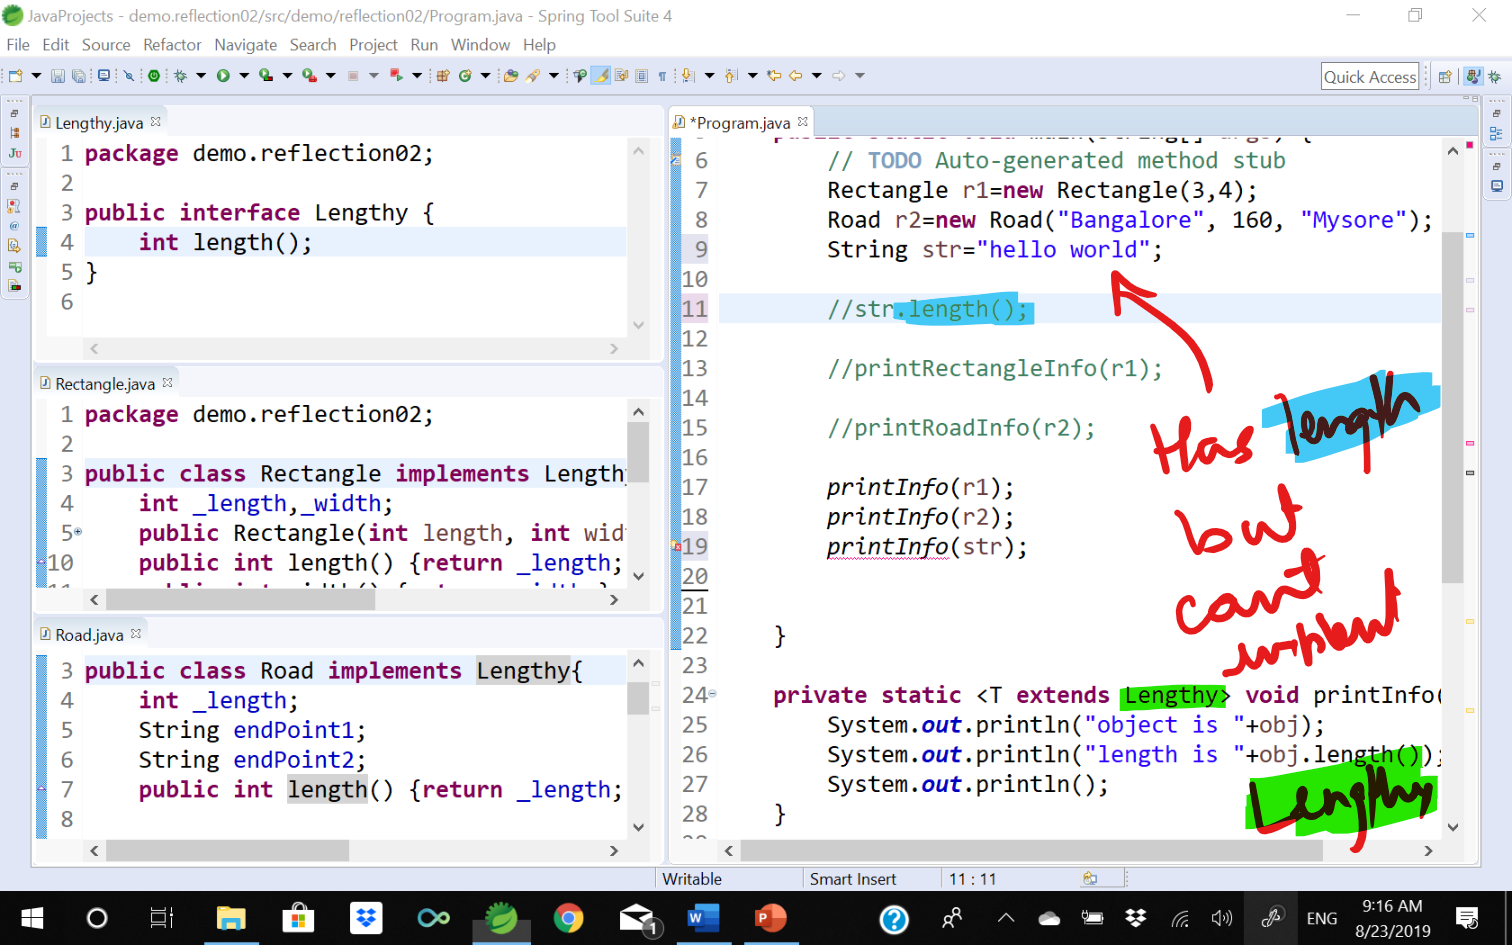 JavaProjects - demo.reflection02/src/demo/reflection02/Program.java - Spring Tool Suite 4
File Edit Source Refactor Navigate Search Project Run Window Help
Quick Access
Lengthy.java
1 package demo.reflection02;
2
3 public interface Lengthy {
4 int length();
5 }
6
Rectangle.java
1 package demo.reflection02;
2
3 public class Rectangle implements Length
4 int _length,_width;
5 public Rectangle(int length, int wid
10 public int length() {return _length;
Road.java
3 public class Road implements Lengthy{
4 int _length;
5 String endPoint1;
6 String endPoint2;
7 public int length() {return _length;
8
*Program.java
public static void main(String[] args) {
6 // TODO Auto-generated method stub
7 Rectangle r1=new Rectangle(3,4);
8 Road r2=new Road("Bangalore", 160, "Mysore");
9 String str="hello world";
10
11 //str.length();
12
13 //printRectangleInfo(r1);
14
15 //printRoadInfo(r2);
16
17 printInfo(r1);
18 printInfo(r2);
19 printInfo(str);
20
21
22 }
23
24 private static <T extends Lengthy> void printInfo(
25 System.out.println("object is "+obj);
26 System.out.println("length is "+obj.length());
27 System.out.println();
28 }
Has length
but
cant
Lengthy
Writable Smart Insert 11 : 11
1
ENG
9:16 AM
8/23/2019